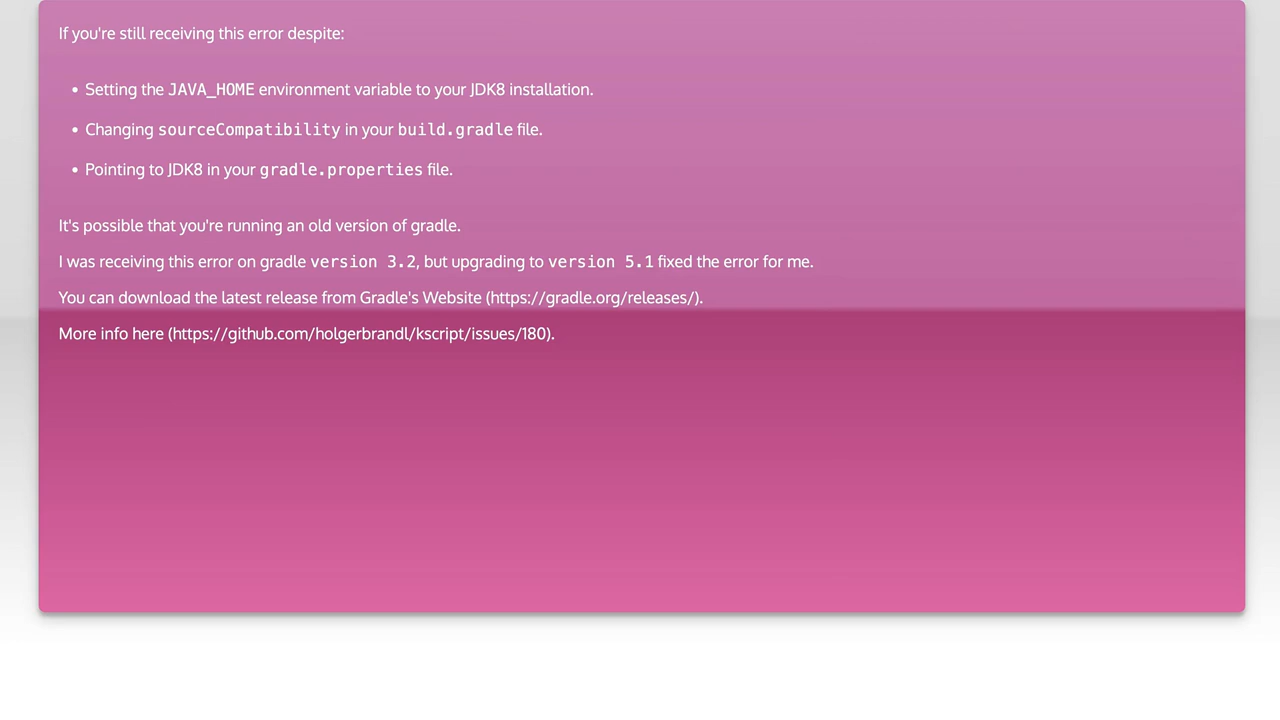 If you're still receiving this error despite:
• Setting the JAVA_HOME environment variable to your JDK8 installation.
• Changing sourceCompatibility in your build.gradle file.
• Pointing to JDK8 in your gradle.properties file.
It's possible that you're running an old version of gradle.
I was receiving this error on gradle version 3.2, but upgrading to version 5.1 fixed the error for me.
You can download the latest release from Gradle's Website (https://gradle.org/releases/).
More info here (https://github.com/holgerbrandl/kscript/issues/180).